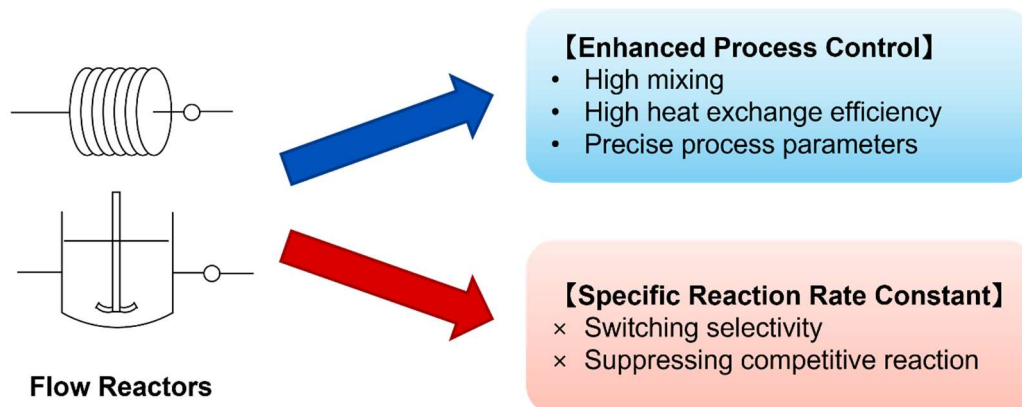 【Enhanced Process Control】
• High mixing
• High heat exchange efficiency
• Precise process parameters
【Specific Reaction Rate Constant】
× Switching selectivity
× Suppressing competitive reaction
Flow Reactors